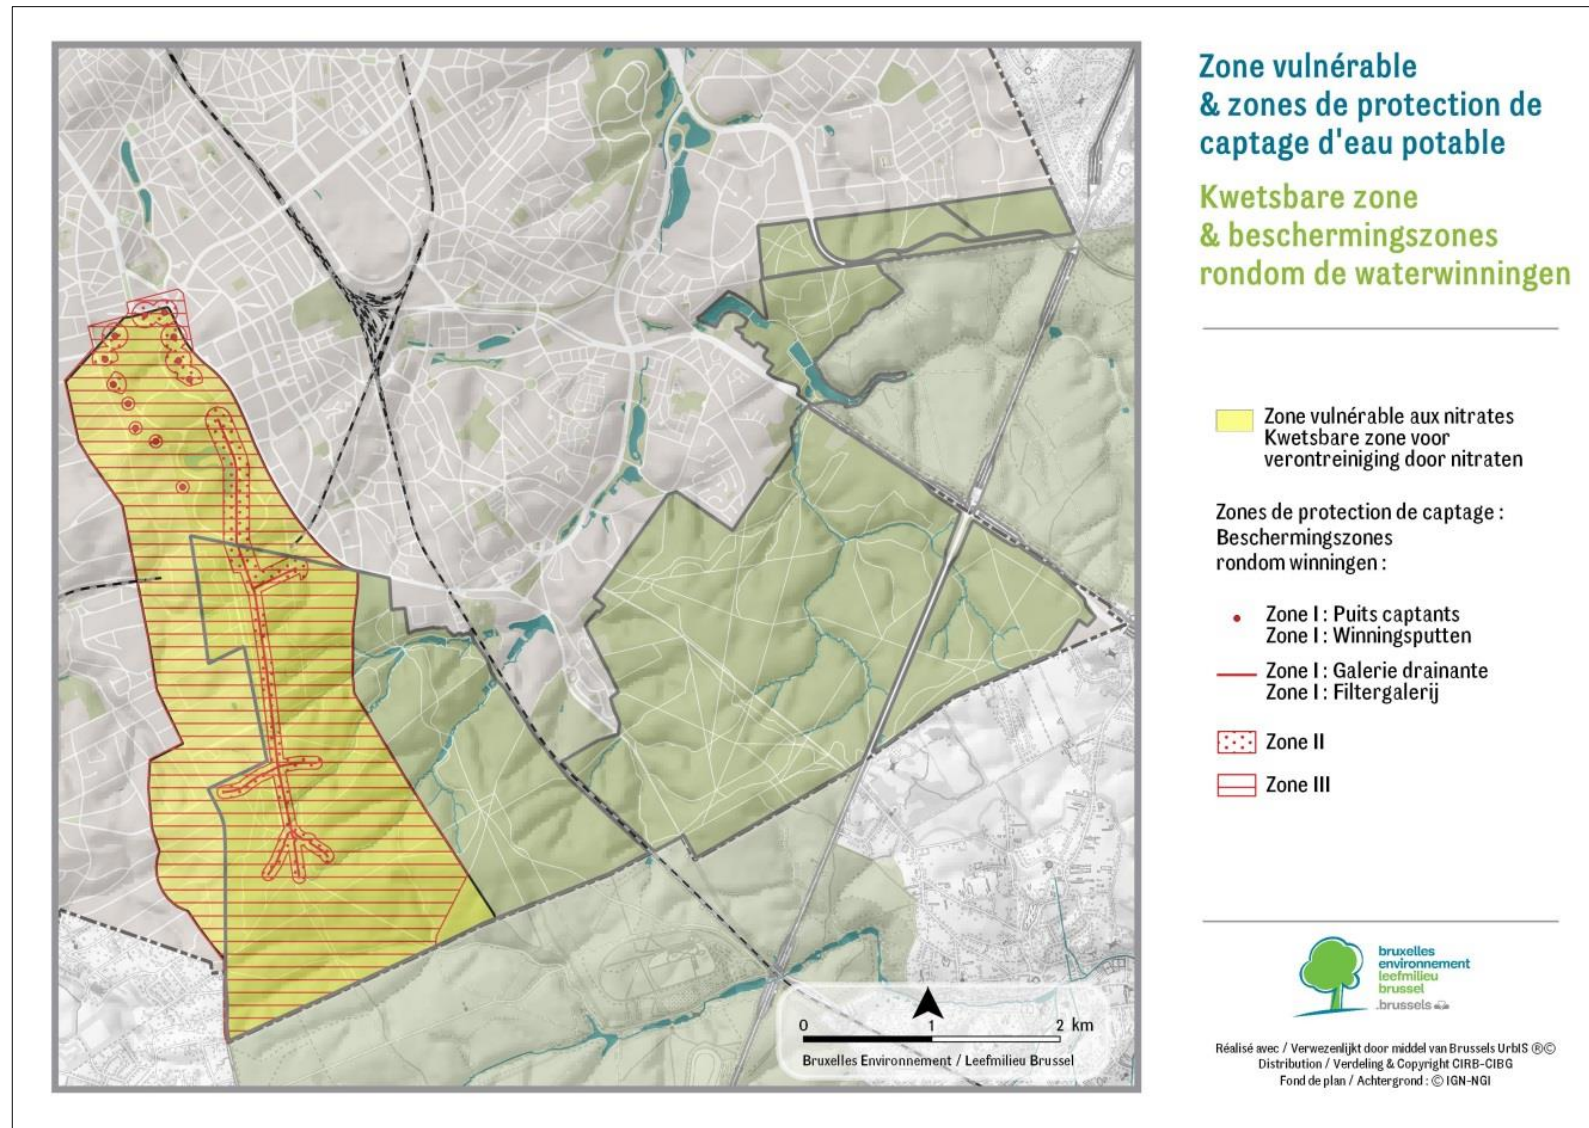 Zone vulnérable
& zones de protection de
captage d'eau potable
Kwetsbare zone
& beschermingszones
rondom de waterwinningen
Zone vulnérable aux nitrates
Kwetsbare zone voor
verontreiniging door nitraten
Zones de protection de captage :
Beschermingszones
rondom winningen :
Zone I : Puits captants
Zone I : Winningsputten
Zone I : Galerie drainante
Zone I : Filtergalerij
Zone II
Zone III
0 1 2 km
Bruxelles Environnement / Leefmilieu Brussel
bruxelles
environnement
leefmilieu
brussel
.brussels
Réalisé avec / Verwezenlijkt door middel van Brussels UrbIS ®©
Distribution / Verdeling & Copyright CIRB-CIBG
Fond de plan / Achtergrond : © IGN-NGI